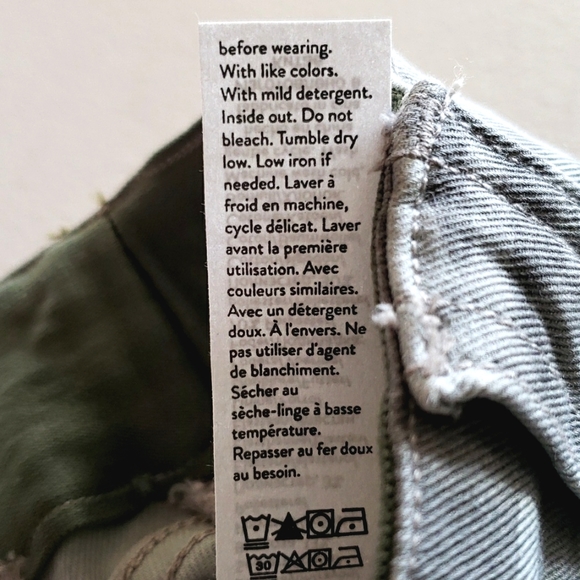 before wearing.
With like colors.
With mild detergent.
Inside out. Do not
bleach. Tumble dry
low. Low iron if
needed. Laver à
froid en machine,
cycle délicat. Laver
avant la première
utilisation. Avec
couleurs similaires.
Avec un détergent
doux. À l'envers. Ne
pas utiliser d'agent
de blanchiment.
Sécher au
sèche-linge à basse
température.
Repasser au fer doux
au besoin.
30